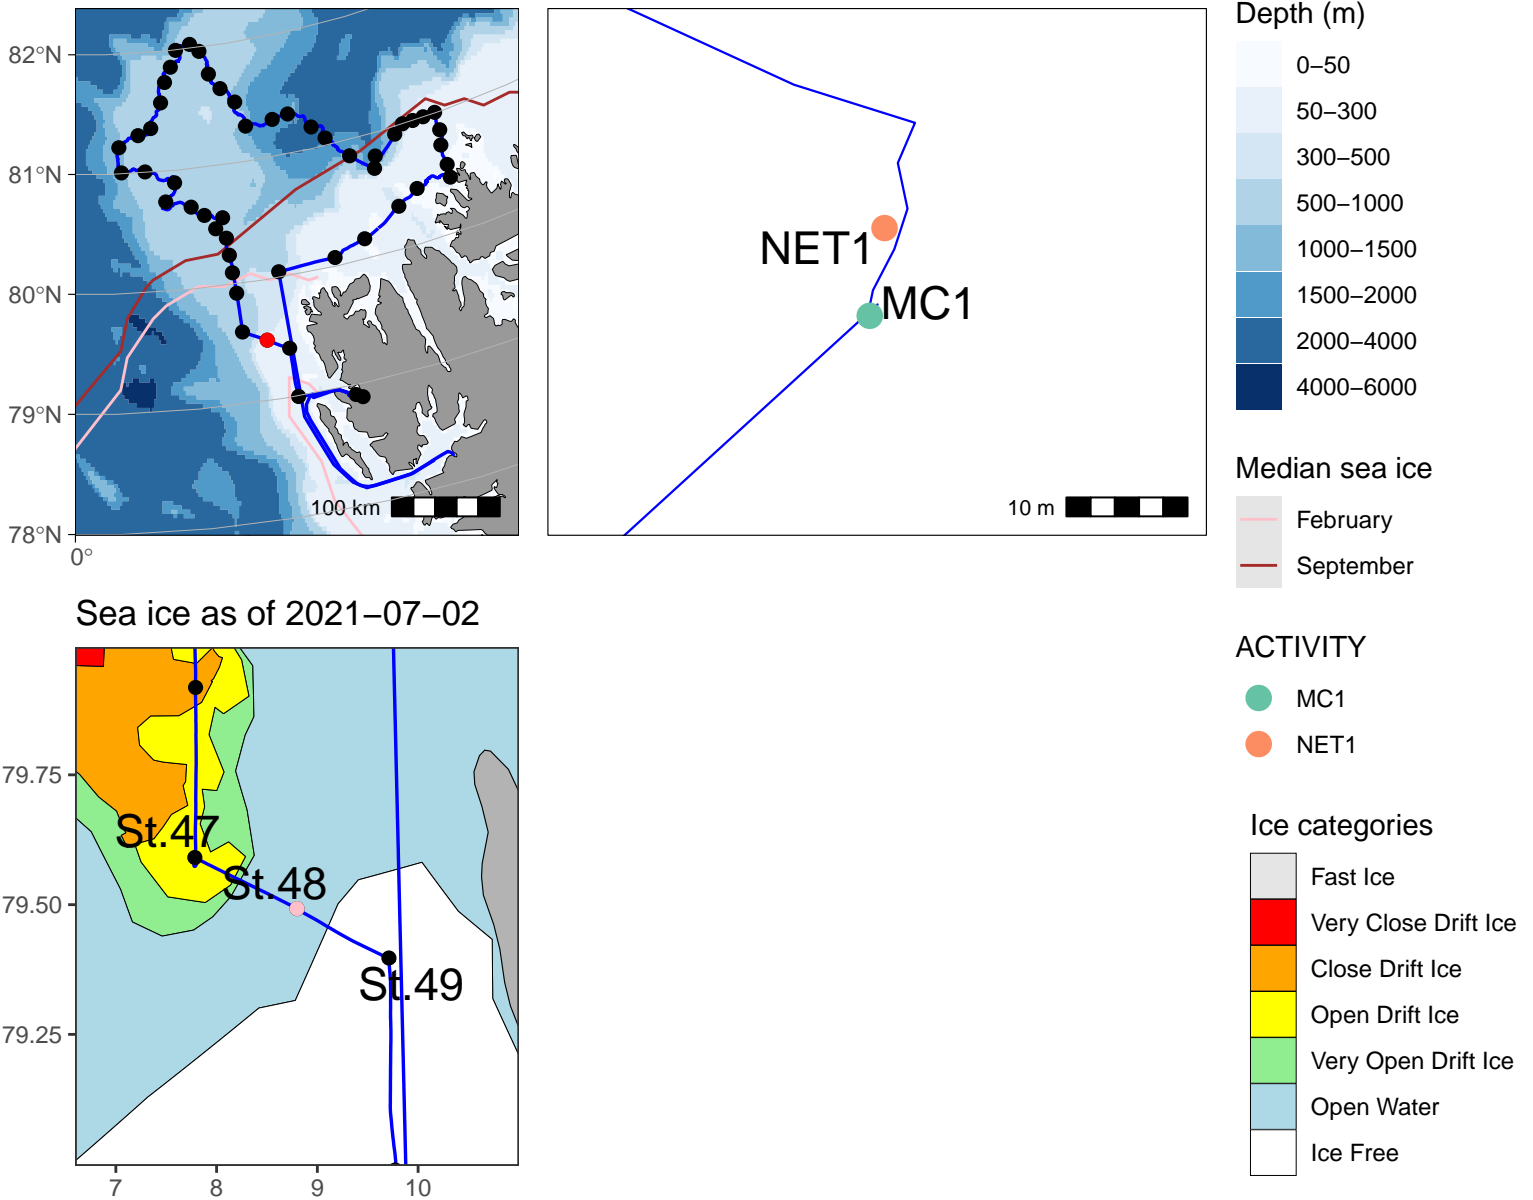 82°N
81°N
80°N
79°N
78°N
0°
100 km
NET1
MC1
10 m
Depth (m)
0−50
50−300
300−500
500−1000
1000−1500
1500−2000
2000−4000
4000−6000
Median sea ice
February
September
ACTIVITY
MC1
NET1
Ice categories
Fast Ice
Very Close Drift Ice
Close Drift Ice
Open Drift Ice
Very Open Drift Ice
Open Water
Ice Free
Sea ice as of 2021−07−02
79.75
79.50
79.25
St.47
St.48
St.49
7
8
9
10